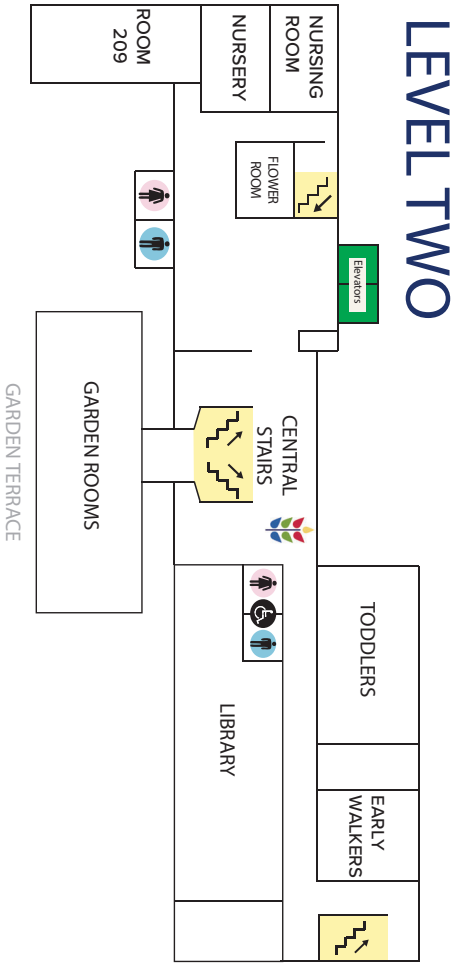 LEVEL TWO
ROOM
209
NURSERY
NURSING
ROOM
FLOWER
ROOM
Elevators
GARDEN ROOMS
GARDEN TERRACE
CENTRAL
STAIRS
LIBRARY
TODDLERS
EARLY
WALKERS